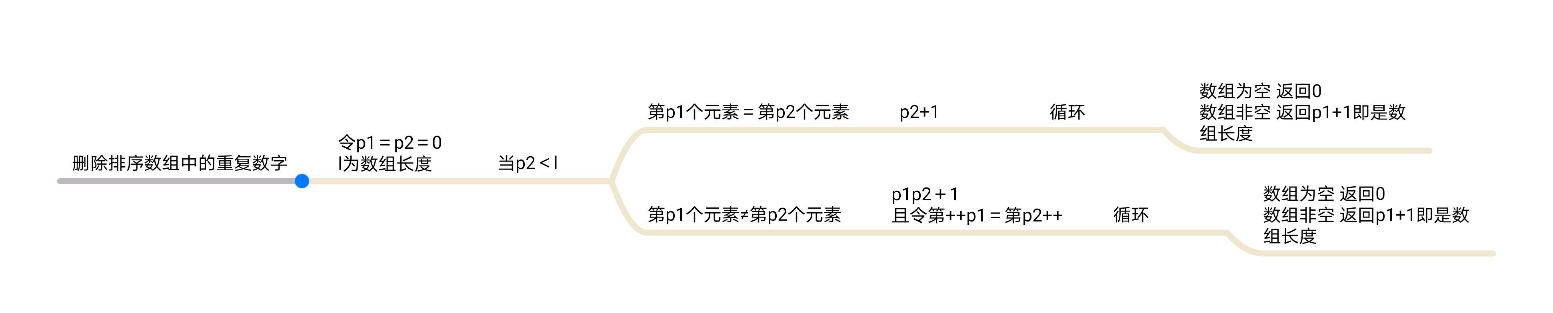 删除排序数组中的重复数字
令p1＝p2＝0
l为数组长度
当p2＜l
第p1个元素＝第p2个元素
p2+1
循环
数组为空 返回0
数组非空 返回p1+1即是数
组长度
第p1个元素≠第p2个元素
p1p2＋1
且令第++p1＝第p2++
循环
数组为空 返回0
数组非空 返回p1+1即是数
组长度